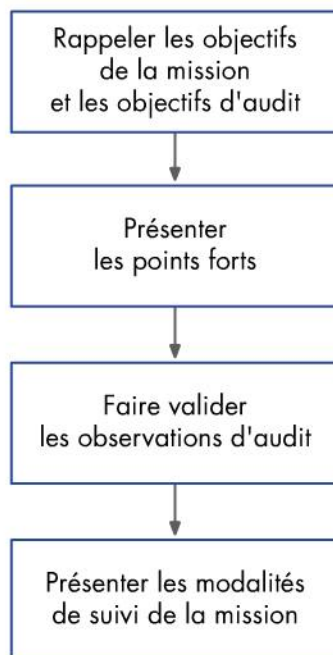 Rappeler les objectifs
de la mission
et les objectifs d'audit
Présenter
les points forts
Faire valider
les observations d'audit
Présenter les modalités
de suivi de la mission